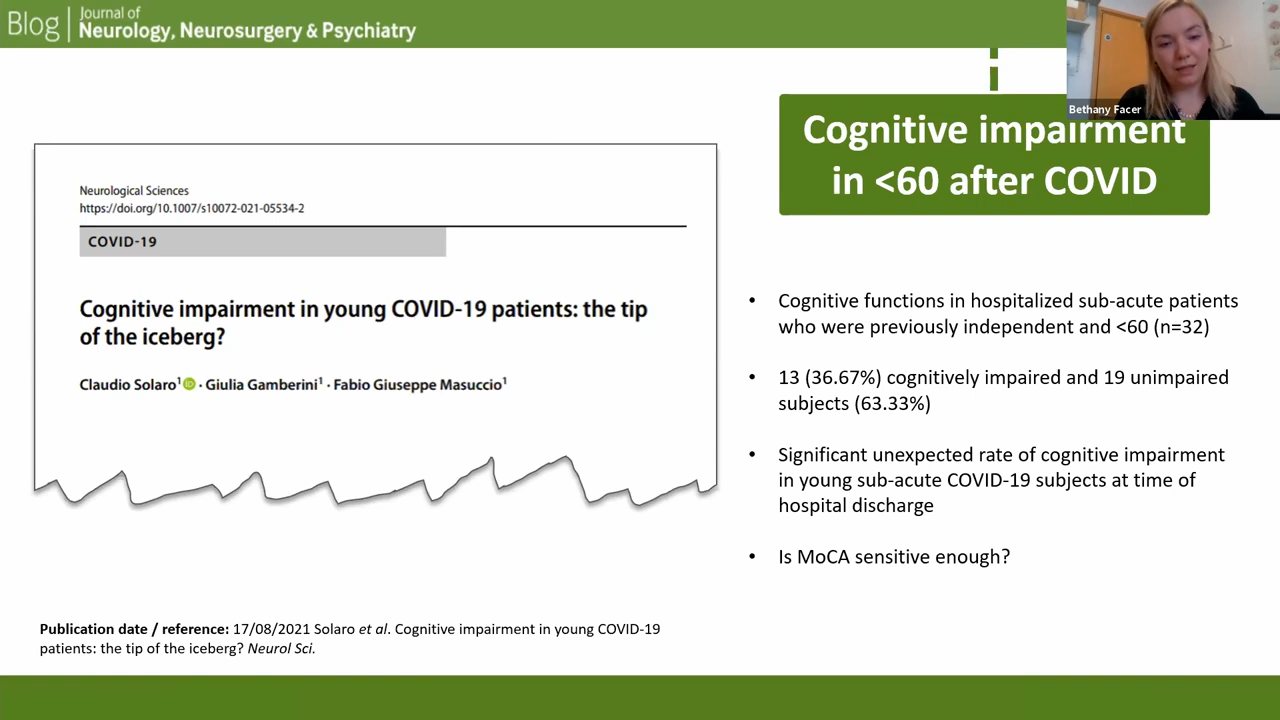 Blog | Journal of
Neurology, Neurosurgery & Psychiatry
Bethany Facer
Cognitive impairment
in <60 after COVID
Neurological Sciences
https://doi.org/10.1007/s10072-021-05534-2
COVID-19
Cognitive impairment in young COVID-19 patients: the tip
of the iceberg?
Claudio Solaro1 iD · Giulia Gamberini1 · Fabio Giuseppe Masuccio1
• Cognitive functions in hospitalized sub-acute patients
who were previously independent and <60 (n=32)
• 13 (36.67%) cognitively impaired and 19 unimpaired
subjects (63.33%)
• Significant unexpected rate of cognitive impairment
in young sub-acute COVID-19 subjects at time of
hospital discharge
• Is MoCA sensitive enough?
Publication date / reference: 17/08/2021 Solaro et al. Cognitive impairment in young COVID-19
patients: the tip of the iceberg? Neurol Sci.